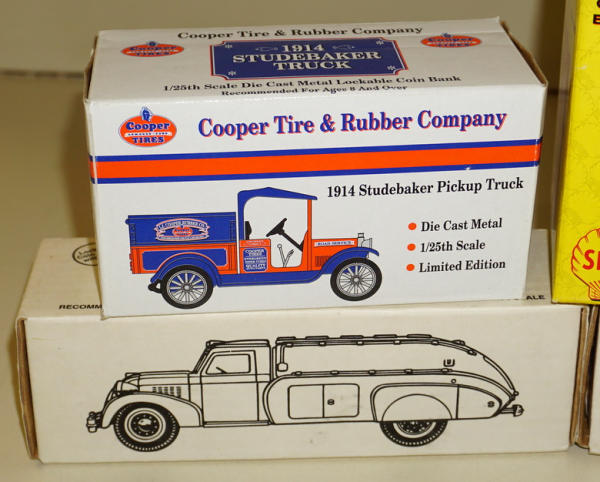 Cooper Tire & Rubber Company
Cooper
TIRES
1914
STUDEBAKER
TRUCK
1/25th Scale Die Cast Metal Lockable Coin Bank
Recommended For Ages 8 And Over
Cooper
TIRES
Cooper Tire & Rubber Company
1914 Studebaker Pickup Truck
Die Cast Metal
1/25th Scale
Limited Edition
ROAD SERVICE
COOPER
TIRES
RECOMM
ALE